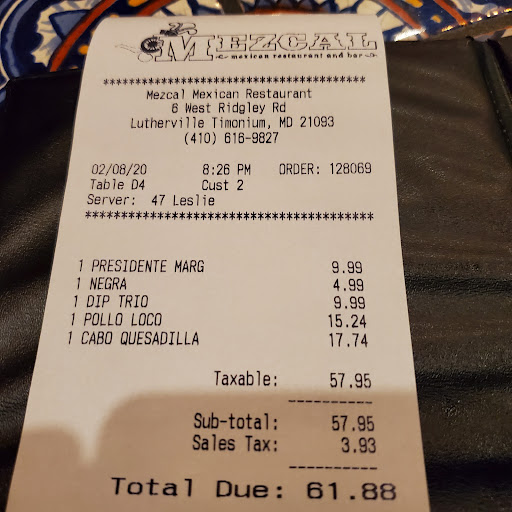 MEZCAL
mexican restaurant and bar
****************************************
Mezcal Mexican Restaurant
6 West Ridgley Rd
Lutherville Timonium, MD 21093
(410) 616-9827
02/08/20 8:26 PM ORDER: 128069
Table D4 Cust 2
Server: 47 Leslie
****************************************
1 PRESIDENTE MARG 9.99
1 NEGRA 4.99
1 DIP TRIO 9.99
1 POLLO LOCO 15.24
1 CABO QUESADILLA 17.74
Taxable: 57.95
-----------
Sub-total: 57.95
Sales Tax: 3.93
-----------
Total Due: 61.88